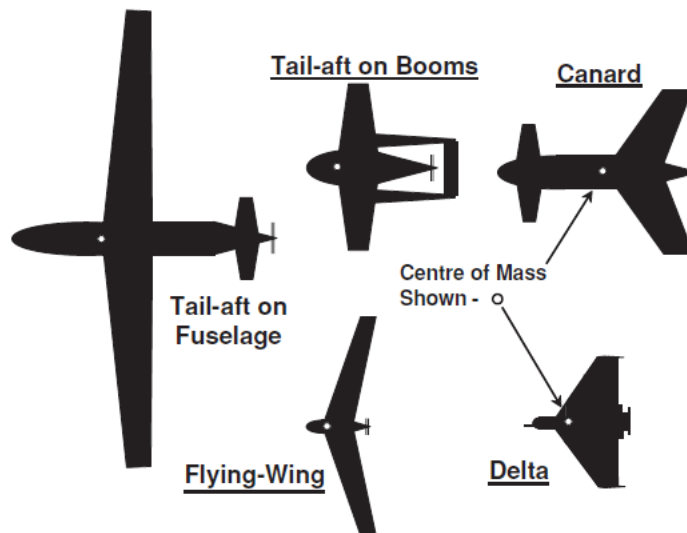 Tail-aft on Booms
Canard
Centre of Mass
Shown -
Tail-aft on
Fuselage
Flying-Wing
Delta